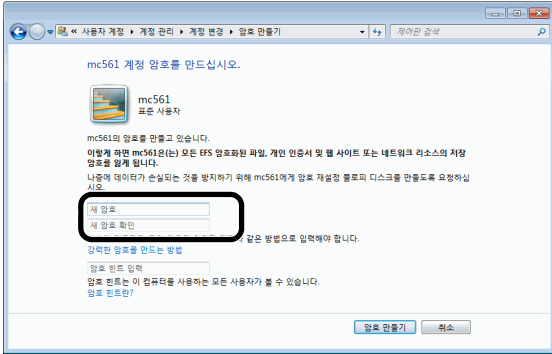 « 사용자 계정 ▸ 계정 관리 ▸ 계정 변경 ▸ 암호 만들기
제어판 검색
mc561 계정 암호를 만드십시오.
mc561
표준 사용자
mc561의 암호를 만들고 있습니다.
이렇게 하면 mc561은(는) 모든 EFS 암호화된 파일, 개인 인증서 및 웹 사이트 또는 네트워크 리소스의 저장
암호를 잃게 됩니다.
나중에 데이터가 손실되는 것을 방지하기 위해 mc561에게 암호 재설정 플로피 디스크를 만들도록 요청하십
시오.
새 암호
새 암호 확인
같은 방법으로 입력해야 합니다.
강력한 암호를 만드는 방법
암호 힌트 입력
암호 힌트는 이 컴퓨터를 사용하는 모든 사용자가 볼 수 있습니다.
암호 힌트란?
암호 만들기
취소